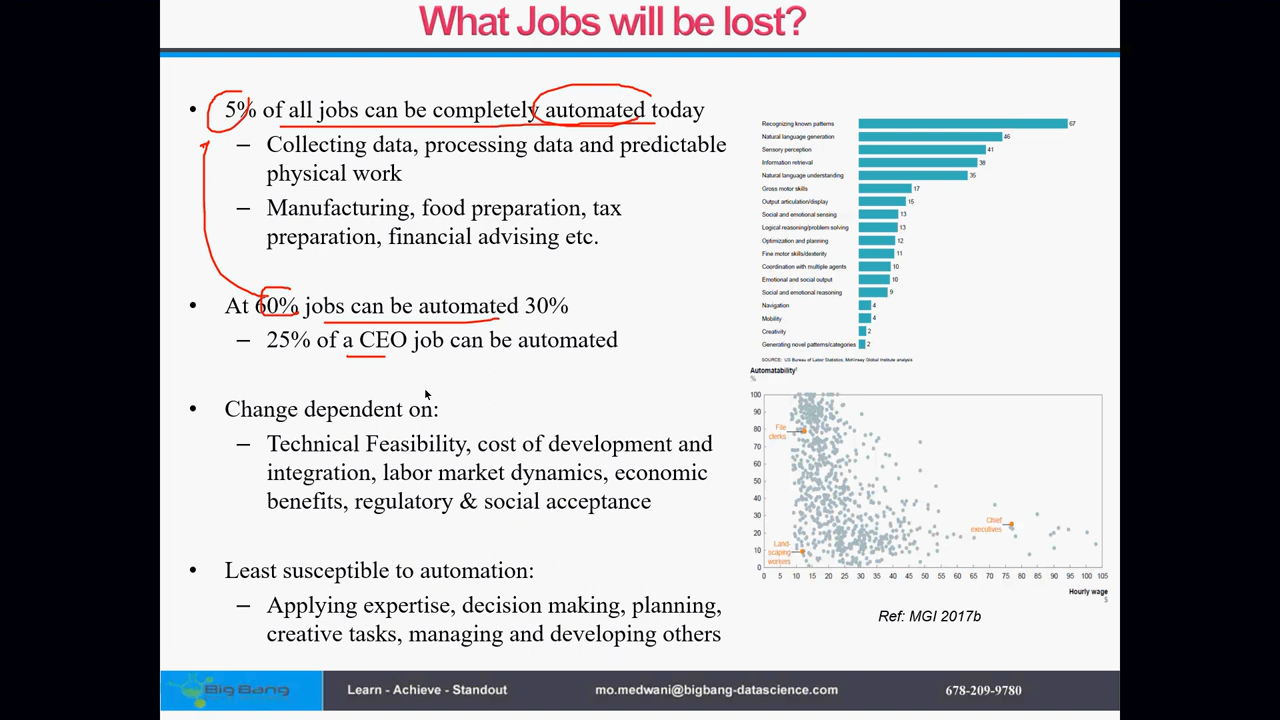 What Jobs will be lost?
• 5% of all jobs can be completely automated today
– Collecting data, processing data and predictable
physical work
– Manufacturing, food preparation, tax
preparation, financial advising etc.
• At 60% jobs can be automated 30%
– 25% of a CEO job can be automated
• Change dependent on:
– Technical Feasibility, cost of development and
integration, labor market dynamics, economic
benefits, regulatory & social acceptance
• Least susceptible to automation:
– Applying expertise, decision making, planning,
creative tasks, managing and developing others
Recognizing known patterns 67
Natural language generation 46
Sensory perception 41
Information retrieval 38
Natural language understanding 35
Gross motor skills 17
Output articulation/display 15
Social and emotional sensing 13
Logical reasoning/problem solving 13
Optimization and planning 12
Fine motor skills/dexterity 11
Coordination with multiple agents 10
Emotional and social output 10
Social and emotional reasoning 9
Navigation 4
Mobility 4
Creativity 2
Generating novel patterns/categories 2
SOURCE: US Bureau of Labor Statistics; McKinsey Global Institute analysis
Automatability¹
%
100
90
80
70
60
50
40
30
20
10
0
File
clerks
Chief
executives
Land-
scaping
workers
0 5 10 15 20 25 30 35 40 45 50 55 60 65 70 75 80 85 90 95 100 105
Hourly wage
$
Ref: MGI 2017b
Big Bang
Learn - Achieve - Standout
mo.medwani@bigbang-datascience.com
678-209-9780